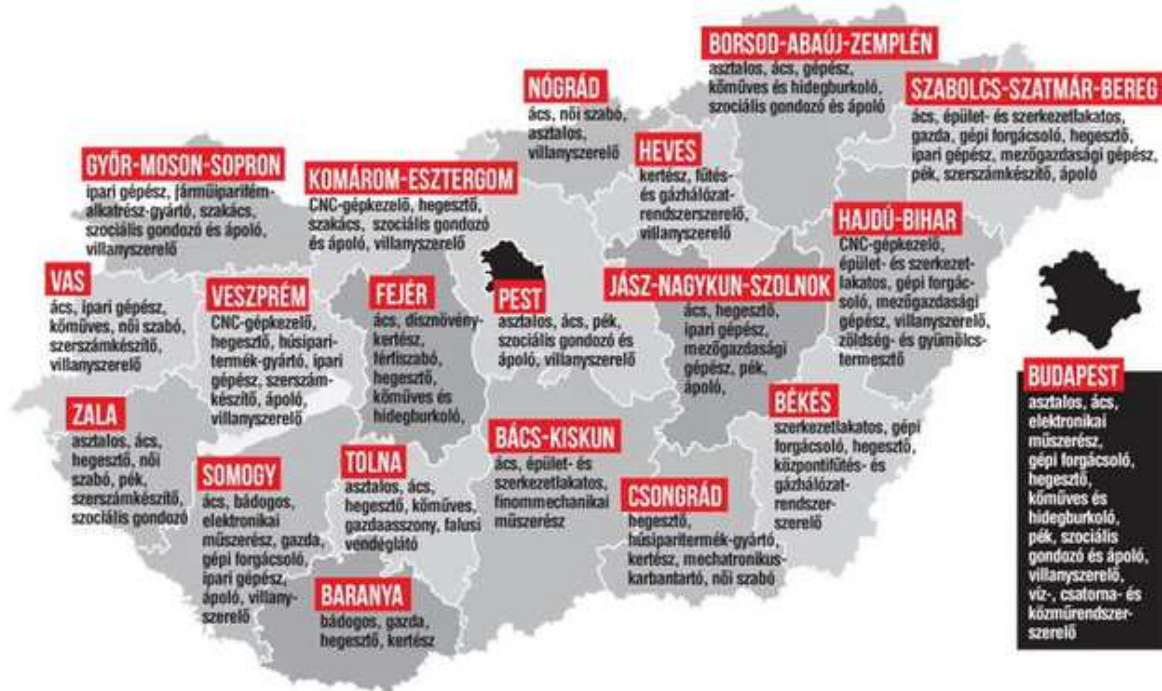 BORSOD-ABAÚJ-ZEMPLÉN
asztalos, ács, gépész,
kőműves és hidegburkoló,
szociális gondozó és ápoló
SZABOLCS-SZATMÁR-BEREG
ács, épület- és szerkezetlakatos,
gazda, gépi forgácsoló, hegesztő,
ipari gépész, mezőgazdasági gépész,
pék, szerszámkészítő, ápoló
NÓGRÁD
ács, női szabó,
asztalos,
villanyszerelő
HEVES
kertész, fűtés-
és gázhálózat-
rendszerszerelő,
villanyszerelő
GYŐR-MOSON-SOPRON
ipari gépész, járműiparifém-
alkatrész-gyártó, szakács,
szociális gondozó és ápoló,
villanyszerelő
KOMÁROM-ESZTERGOM
CNC-gépkezelő, hegesztő,
szakács, szociális gondozó
és ápoló, villanyszerelő
HAJDÚ-BIHAR
CNC-gépkezelő,
épület- és szerkezet-
lakatos, gépi forgác-
soló, mezőgazdasági
gépész, villanyszerelő,
zöldség- és gyümölcs-
termesztő
VAS
ács, ipari gépész,
kőműves, női szabó,
szerszámkészítő,
villanyszerelő
VESZPRÉM
CNC-gépkezelő,
hegesztő, húsipari-
termék-gyártó, ipari
gépész, szerszám-
készítő, ápoló,
villanyszerelő
FEJÉR
ács, dísznövény-
kertész,
férfiszabó,
hegesztő,
kőműves és
hidegburkoló,
PEST
asztalos, ács, pék,
szociális gondozó és
ápoló, villanyszerelő
JÁSZ-NAGYKUN-SZOLNOK
ács, hegesztő,
ipari gépész,
mezőgazdasági
gépész, pék,
ápoló,
BUDAPEST
asztalos, ács,
elektronikai
műszerész,
gépi forgácsoló,
hegesztő,
kőműves és
hidegburkoló,
pék, szociális
gondozó és ápoló,
villanyszerelő,
víz-, csatorna- és
közműrendszer-
szerelő
ZALA
asztalos, ács,
hegesztő, női
szabó, pék,
szerszámkészítő,
szociális gondozó
SOMOGY
ács, bádogos,
elektronikai
műszerész, gazda,
gépi forgácsoló,
ipari gépész,
ápoló, villany-
szerelő
TOLNA
asztalos, ács,
hegesztő, kőműves,
gazdaasszony, falusi
vendéglátó
BÁCS-KISKUN
ács, épület- és
szerkezetlakatos,
finommechanikai
műszerész
BÉKÉS
szerkezetlakatos, gépi
forgácsoló, hegesztő,
központifűtés- és
gázhálózat-
rendszer-
szerelő
CSONGRÁD
hegesztő,
húsiparitermék-gyártó,
kertész, mechatronikus-
karbantartó, női szabó
BARANYA
bádogos, gazda,
hegesztő, kertész